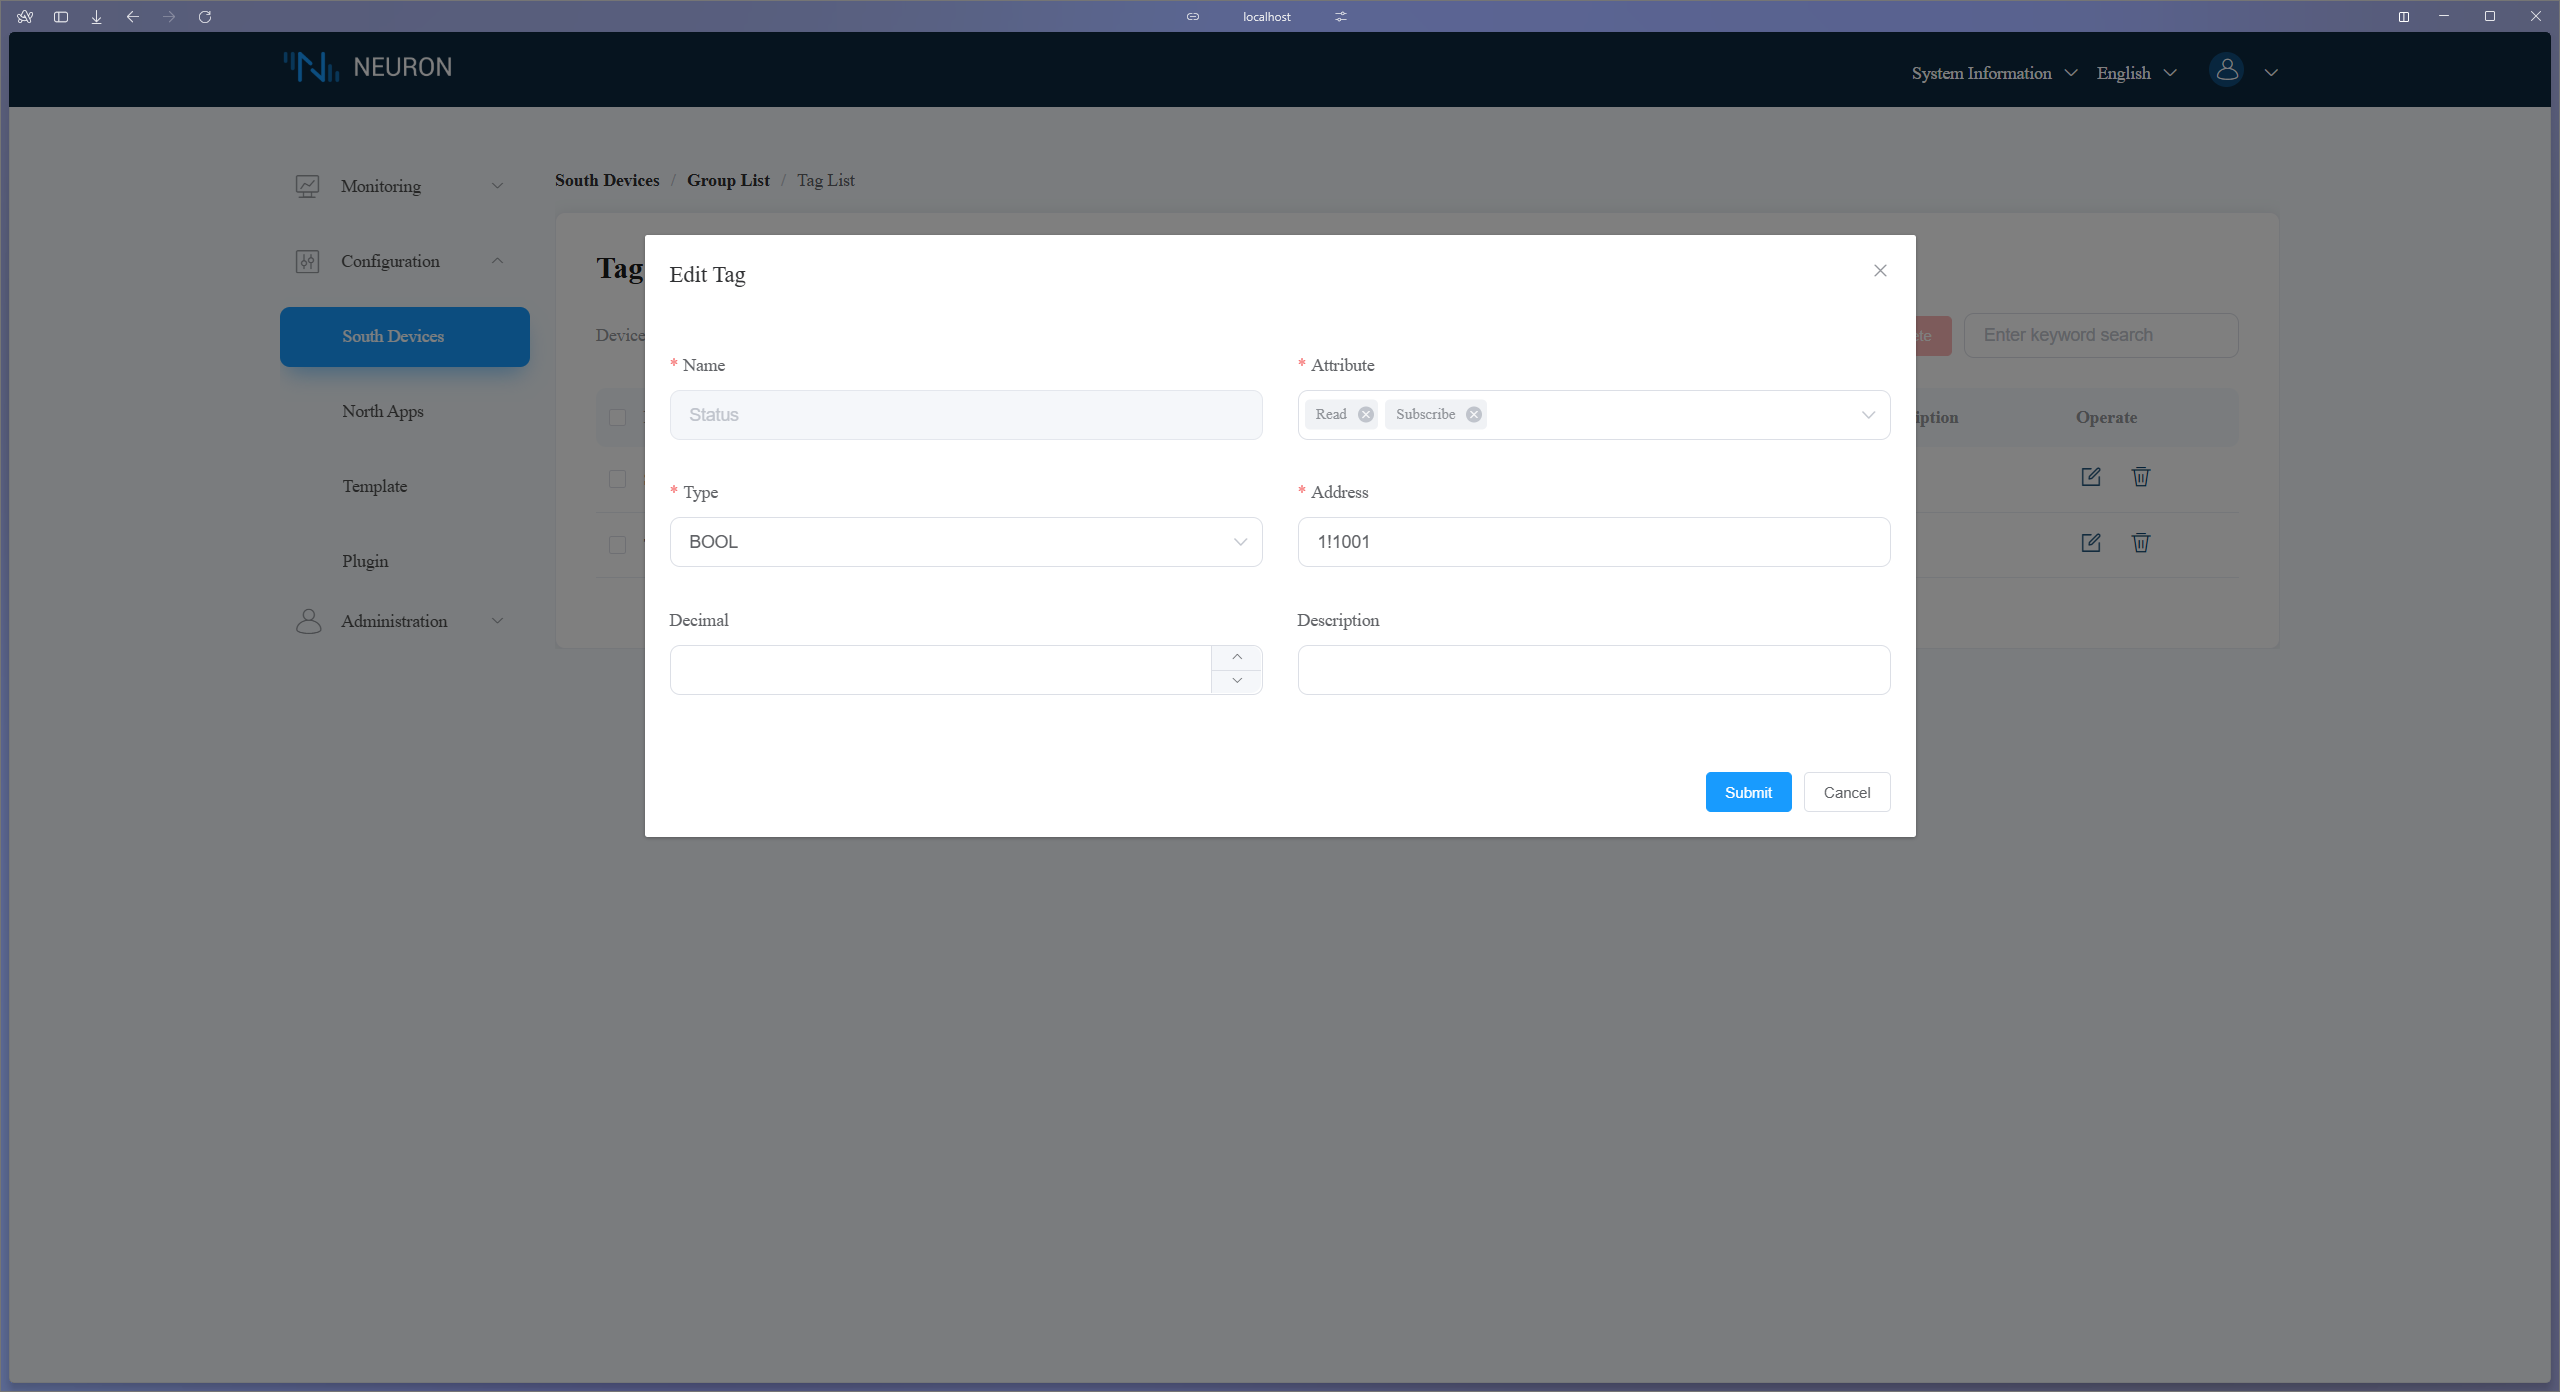 localhost
NEURON
System Information
English
Monitoring
Configuration
South Devices
North Apps
Template
Plugin
Administration
South Devices / Group List / Tag List
Tag
Device
Enter keyword search
Operate
Edit Tag
* Name
* Attribute
Status
Read
Subscribe
* Type
* Address
BOOL
1!1001
Decimal
Description
Submit
Cancel